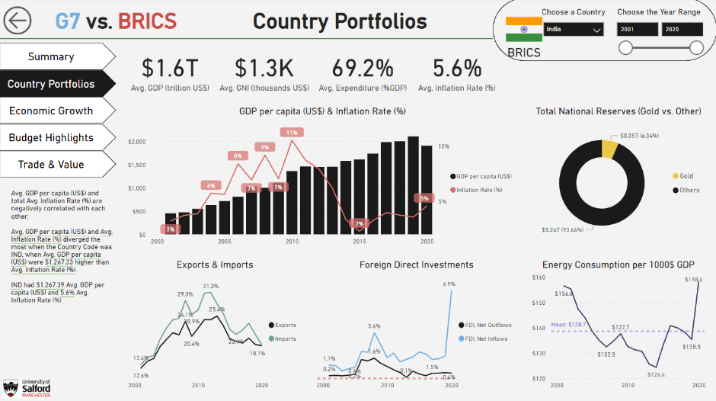 G7 vs. BRICS
Country Portfolios
Choose a Country
Choose the Year Range
India
2001
2020
BRICS
Summary
Country Portfolios
Economic Growth
Budget Highlights
Trade & Value
$1.6T
Avg. GDP (trillion US$)
$1.3K
Avg. GNI (thousands US$)
69.2%
Avg. Expenditure (%GDP)
5.6%
Avg. Inflation Rate (%)
Avg. GDP per capita (US$) and
total Avg. Inflation Rate (%) are
negatively correlated with each
other.
Avg. GDP per capita (US$) and Avg.
Inflation Rate (%) diverged the
most when the Country Code was
IND, when Avg. GDP per capita
(US$) were $1,267.33 higher than
Avg. Inflation Rate (%).
IND had $1,267.39 Avg. GDP per
capita (US$) and 5.6% Avg.
Inflation Rate (%).
GDP per capita (US$) & Inflation Rate (%)
$2,000
$1,500
$1,000
$500
$0
10%
5%
3%
6%
8%
7%
9%
7%
11%
2%
5%
2000
2005
2010
2015
2020
GDP per capita (US$)
Inflation Rate (%)
Total National Reserves (Gold vs. Other)
$0.35T (6.34%)
$5.24T (93.66%)
Gold
Others
Exports & Imports
29.3%
31.3%
24.1%
25.9%
25.4%
20.4%
13.4%
12.6%
18.1%
2000
2010
2020
Exports
Imports
Foreign Direct Investments
6.9%
3.6%
1.1%
0.2%
1.6%
0.1%
1.5%
2000
2010
2020
FDI, Net Outflows
FDI, Net Inflows
Energy Consumption per 1000$ GDP
$160
$150
$140
$130
$120
$156.6
Mean: $138.7
$132.5
$137.7
$126.4
$135.5
2000
2010
2020
University of
Salford
MANCHESTER